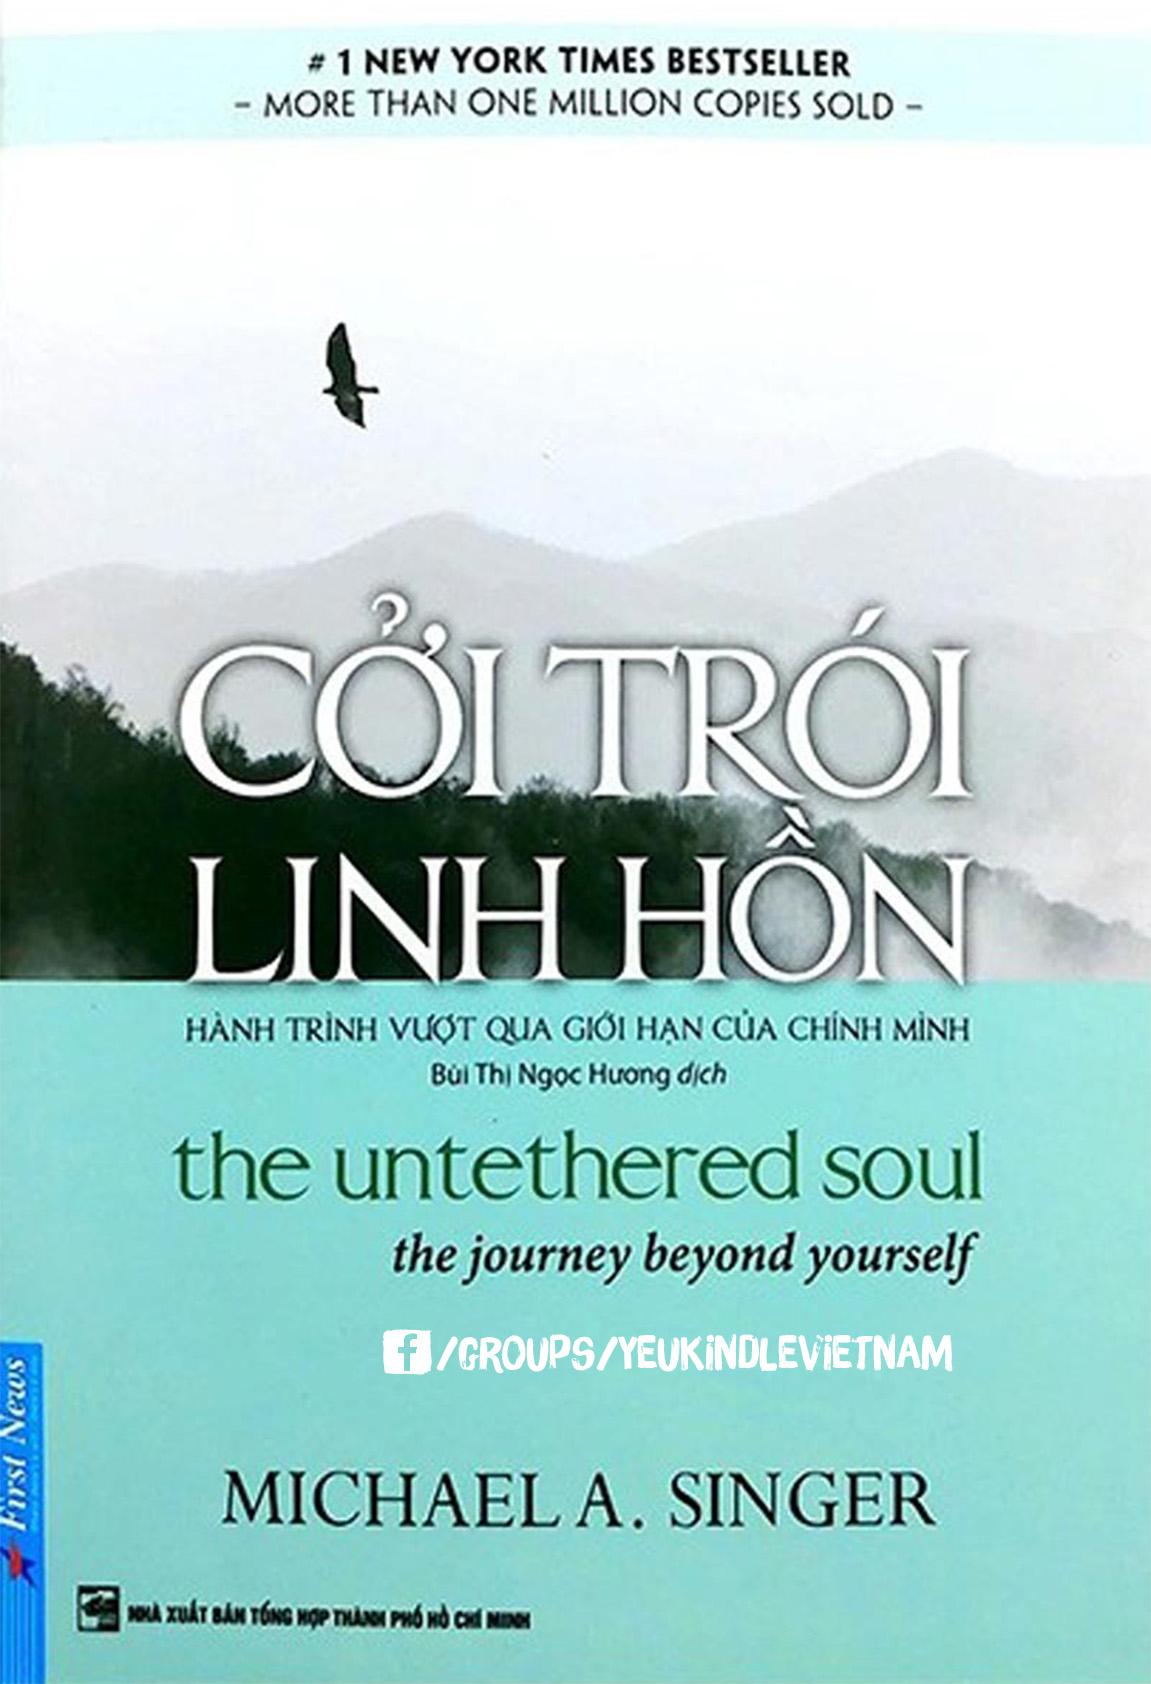 # 1 NEW YORK TIMES BESTSELLER
– MORE THAN ONE MILLION COPIES SOLD –
CỞI TRÓI
LINH HỒN
HÀNH TRÌNH VƯỢT QUA GIỚI HẠN CỦA CHÍNH MÌNH
Bùi Thị Ngọc Hương dịch
the untethered soul
the journey beyond yourself
f/GROUPS/YEUKINDLEVIETNAM
First News
MICHAEL A. SINGER
NHÀ XUẤT BẢN TỔNG HỢP THÀNH PHỐ HỒ CHÍ MINH